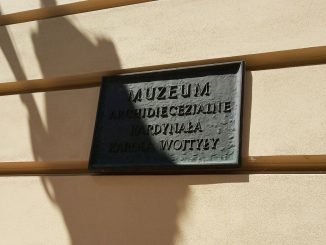 MUZEUM
ARCHIDIECEZJALNE
KARDYNAŁA
KAROLA WOJTYŁY